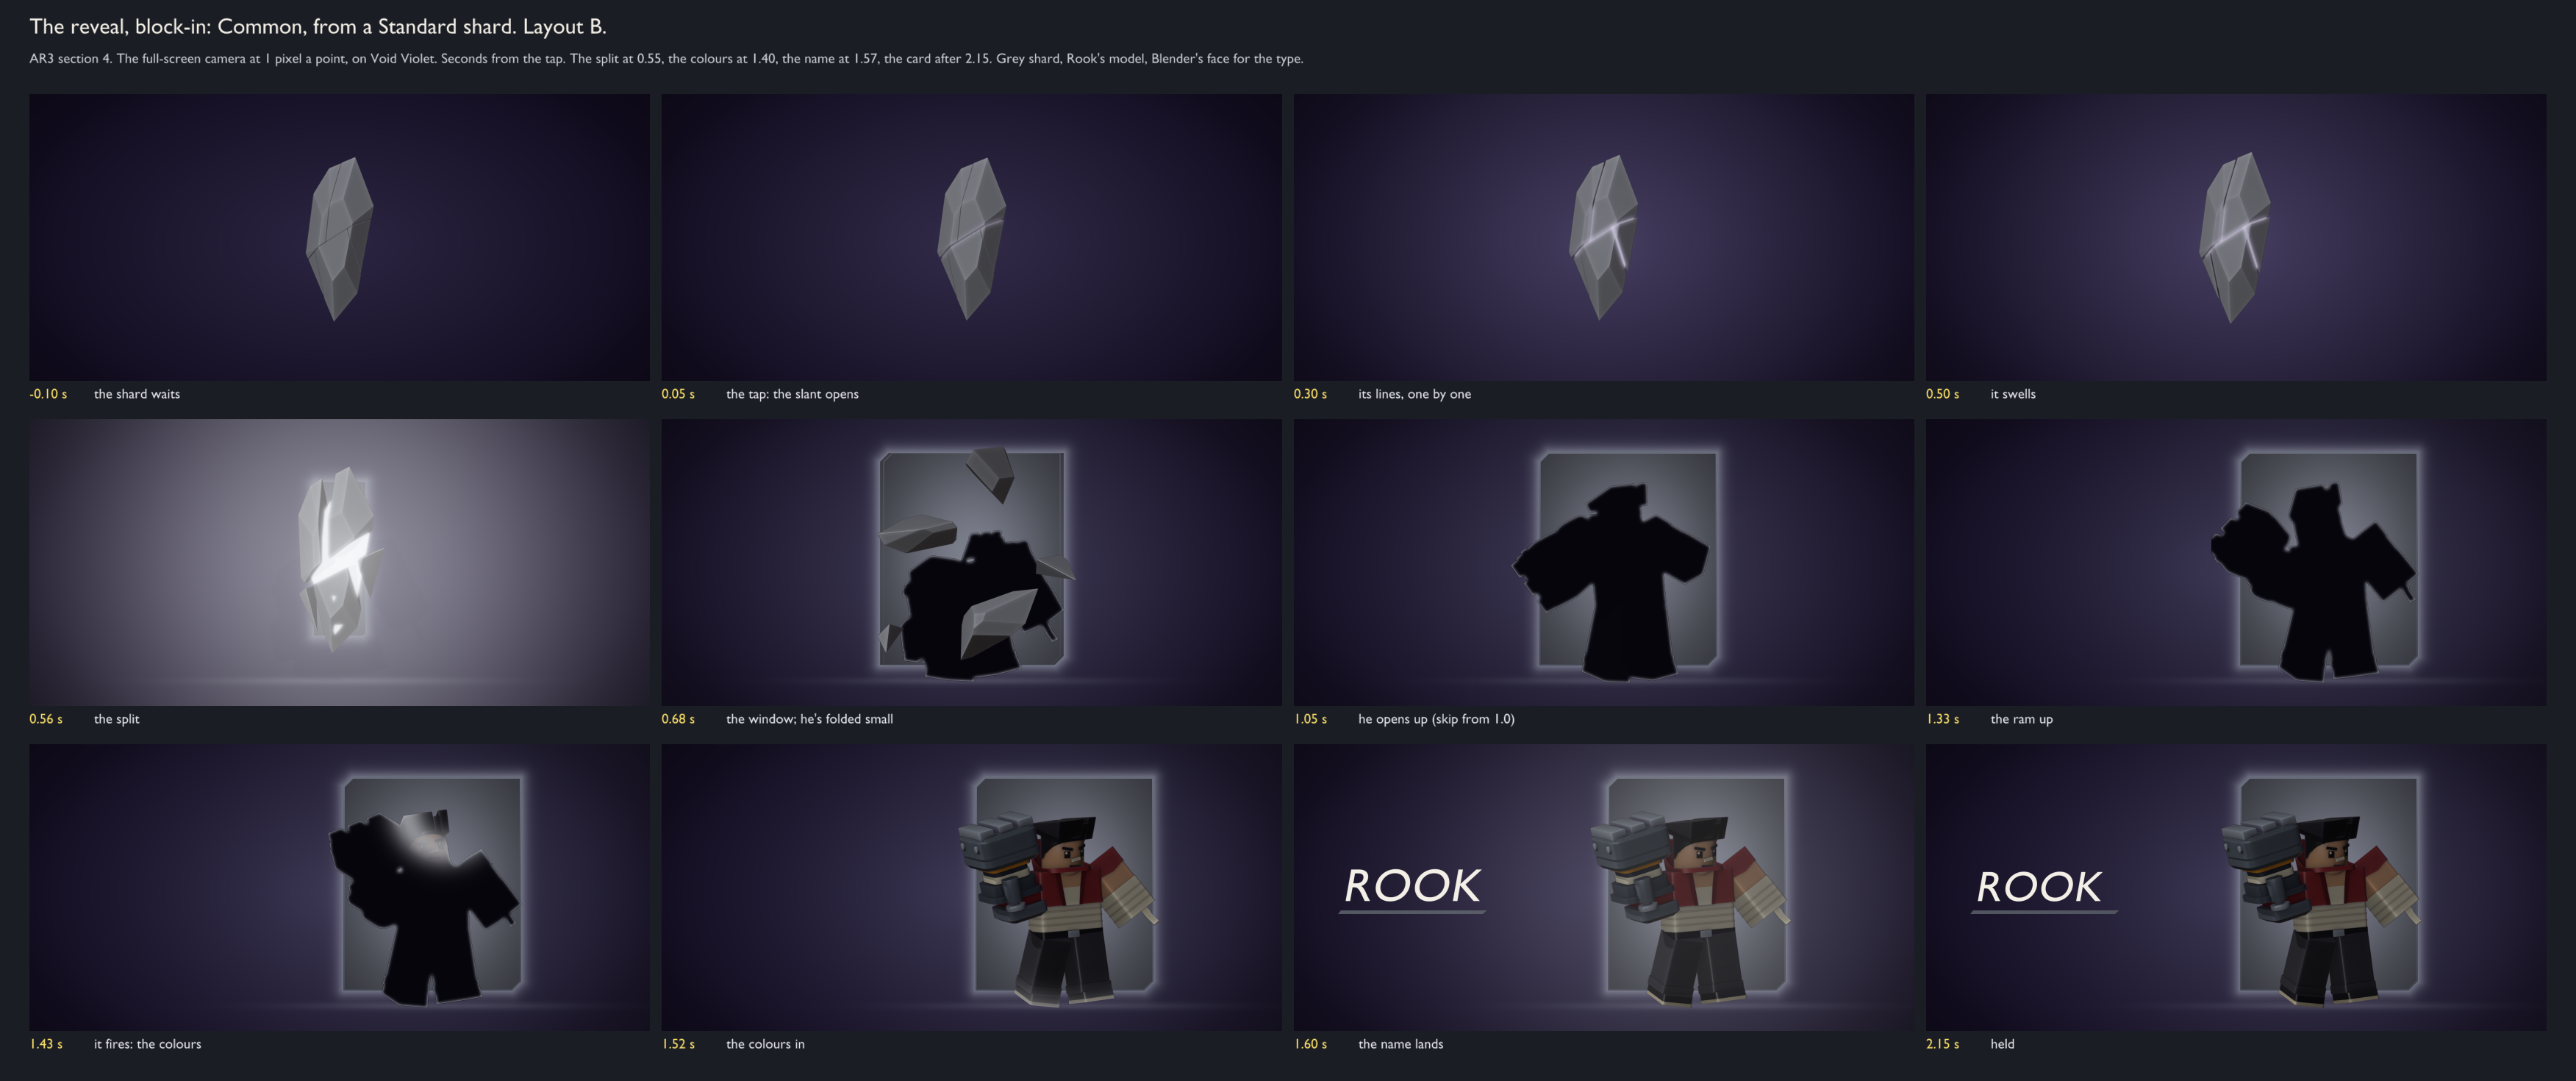 The reveal, block-in: Common, from a Standard shard. Layout B.
AR3 section 4. The full-screen camera at 1 pixel a point, on Void Violet. Seconds from the tap. The split at 0.55, the colours at 1.40, the name at 1.57, the card after 2.15. Grey shard, Rook's model, Blender's face for the type.
-0.10 s the shard waits
0.05 s the tap: the slant opens
0.30 s its lines, one by one
0.50 s it swells
0.56 s the split
0.68 s the window; he's folded small
1.05 s he opens up (skip from 1.0)
1.33 s the ram up
ROOK
ROOK
1.43 s it fires: the colours
1.52 s the colours in
1.60 s the name lands
2.15 s held